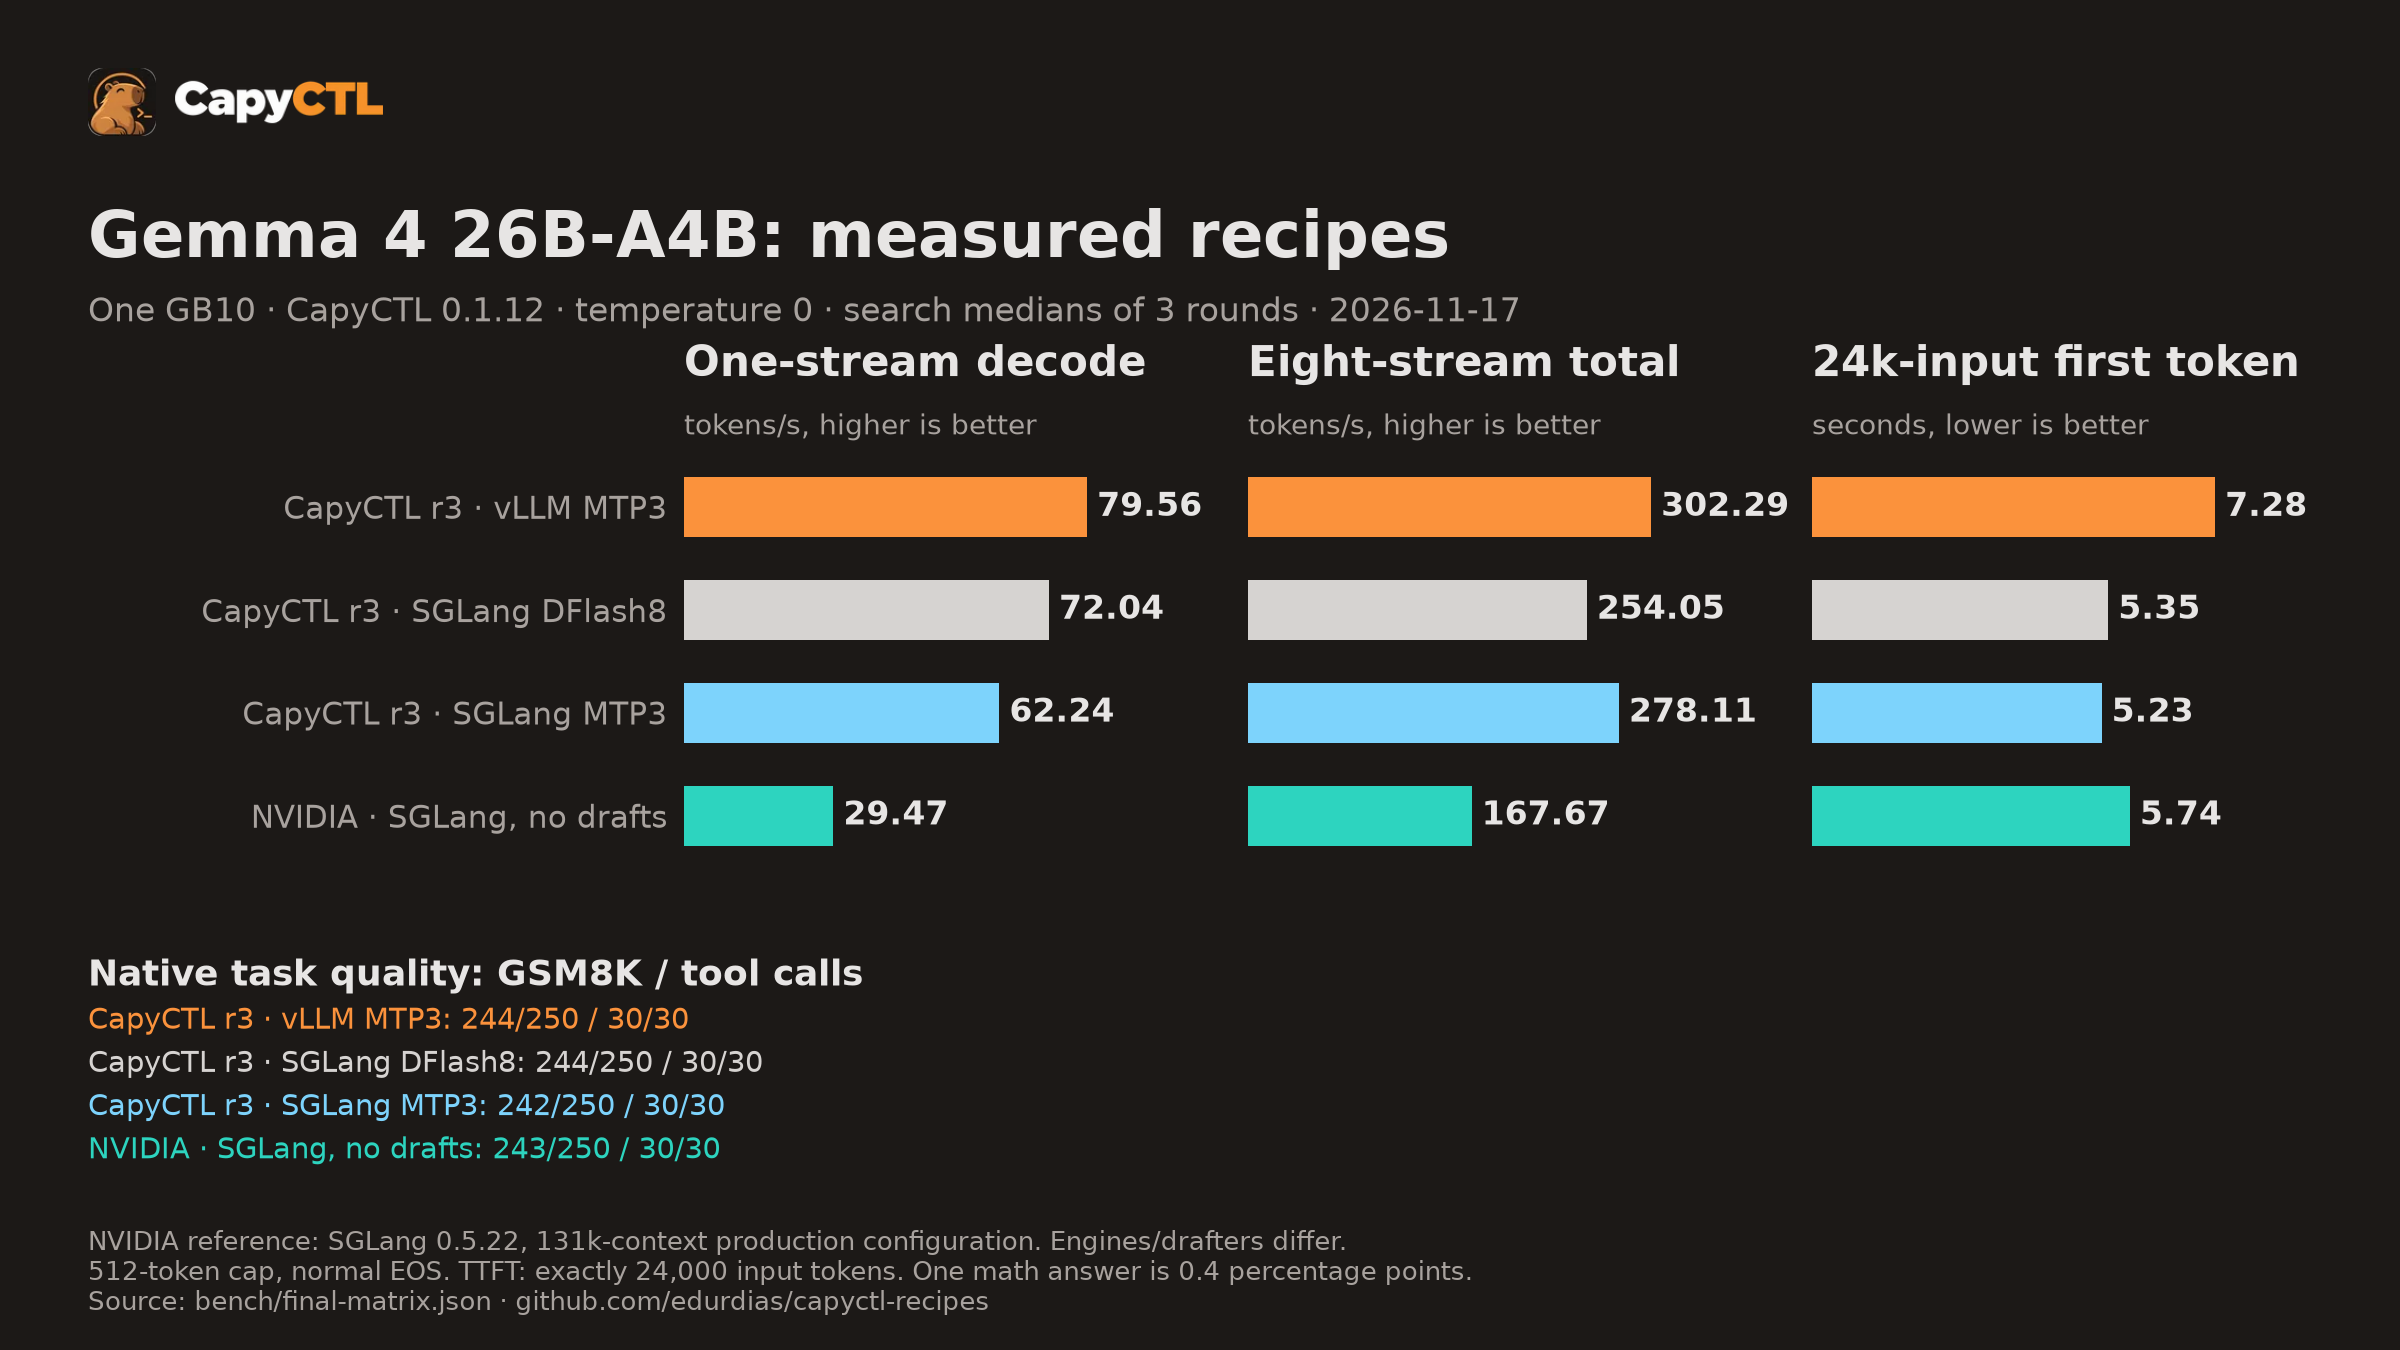 CapyCTL
Gemma 4 26B-A4B: measured recipes
One GB10 · CapyCTL 0.1.12 · temperature 0 · search medians of 3 rounds · 2026-11-17
One-stream decode
tokens/s, higher is better
Eight-stream total
tokens/s, higher is better
24k-input first token
seconds, lower is better
CapyCTL r3 · vLLM MTP3 79.56 302.29 7.28
CapyCTL r3 · SGLang DFlash8 72.04 254.05 5.35
CapyCTL r3 · SGLang MTP3 62.24 278.11 5.23
NVIDIA · SGLang, no drafts 29.47 167.67 5.74
Native task quality: GSM8K / tool calls
CapyCTL r3 · vLLM MTP3: 244/250 / 30/30
CapyCTL r3 · SGLang DFlash8: 244/250 / 30/30
CapyCTL r3 · SGLang MTP3: 242/250 / 30/30
NVIDIA · SGLang, no drafts: 243/250 / 30/30
NVIDIA reference: SGLang 0.5.22, 131k-context production configuration. Engines/drafters differ.
512-token cap, normal EOS. TTFT: exactly 24,000 input tokens. One math answer is 0.4 percentage points.
Source: bench/final-matrix.json · github.com/edurdias/capyctl-recipes